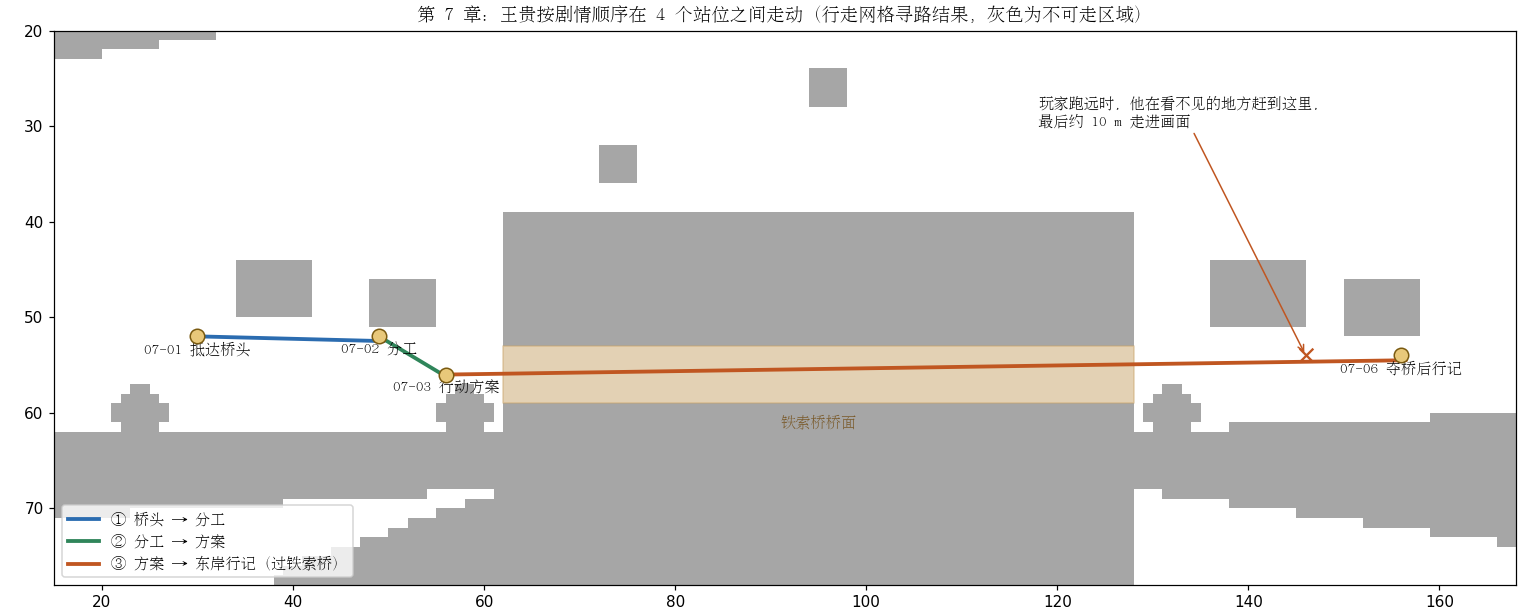 第 7 章：王贵按剧情顺序在 4 个站位之间走动（行走网格寻路结果，灰色为不可走区域）
20
30
40
50
60
70
玩家跑远时，他在看不见的地方赶到这里，
最后约 10 m 走进画面
07-01 抵达桥头
07-02 分工
07-03 行动方案
07-06 夺桥后行记
铁索桥桥面
① 桥头 → 分工
② 分工 → 方案
③ 方案 → 东岸行记（过铁索桥）
20
40
60
80
100
120
140
160